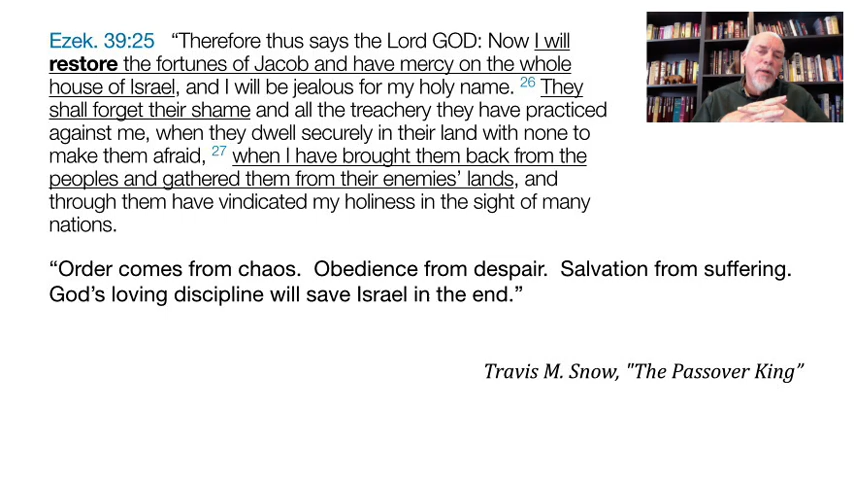 Ezek. 39:25 “Therefore thus says the Lord GOD: Now I will
restore the fortunes of Jacob and have mercy on the whole
house of Israel, and I will be jealous for my holy name. 26 They
shall forget their shame and all the treachery they have practiced
against me, when they dwell securely in their land with none to
make them afraid, 27 when I have brought them back from the
peoples and gathered them from their enemies’ lands, and
through them have vindicated my holiness in the sight of many
nations.
“Order comes from chaos. Obedience from despair. Salvation from suffering.
God’s loving discipline will save Israel in the end.”
Travis M. Snow, "The Passover King”